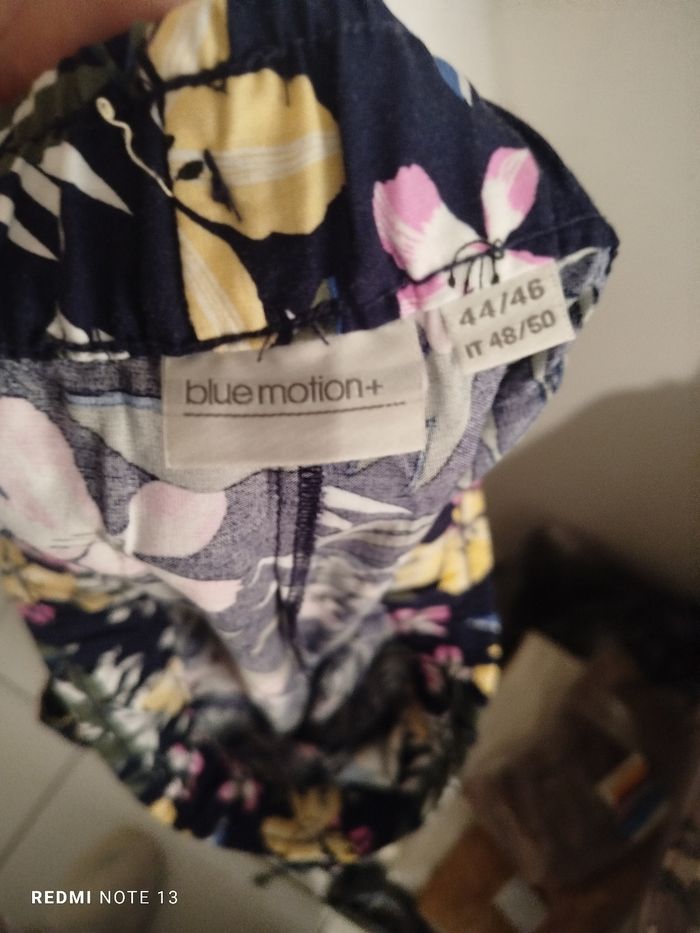 44/46
IT 48/50
blue motion+
REDMI NOTE 13